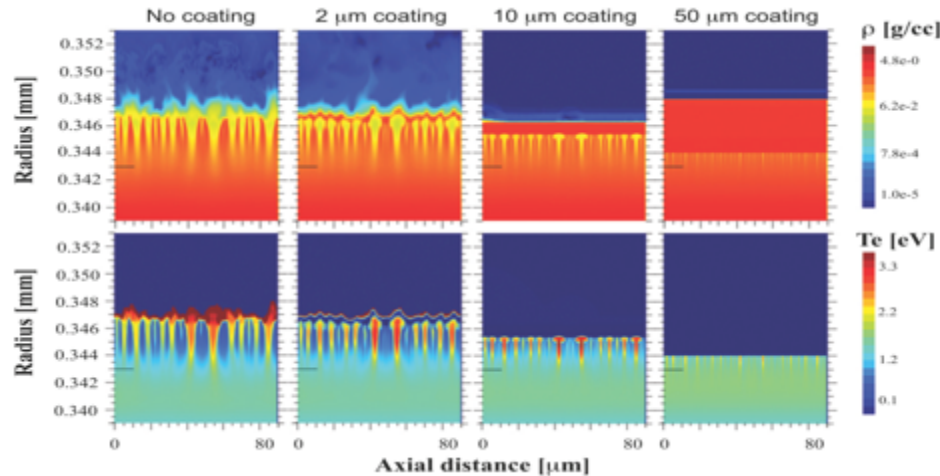 No coating 2 μm coating 10 μm coating 50 μm coating
ρ [g/cc]
0.352
0.350
0.348
0.346
0.344
0.342
0.340
Radius [mm]
4.8e-0
6.2e-2
7.8e-4
1.0e-5
Te [eV]
0.352
0.350
0.348
0.346
0.344
0.342
0.340
Radius [mm]
3.3
2.2
1.2
0.1
0 80 0 80 0 80 0 80
Axial distance [μm]